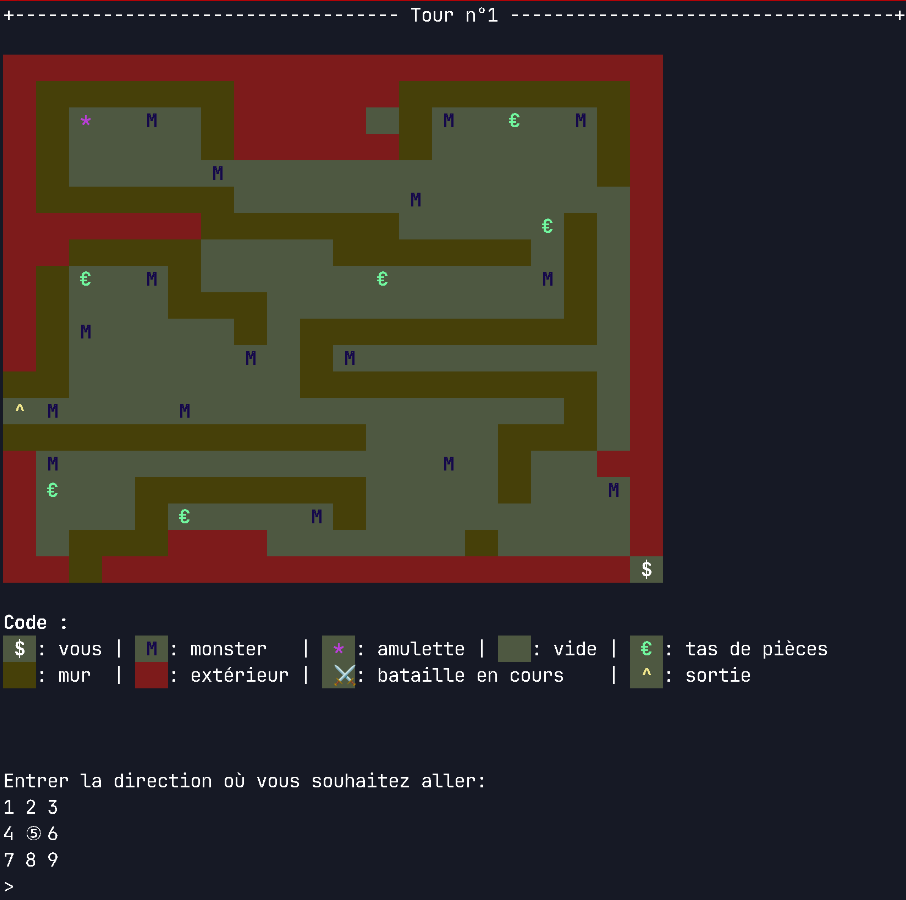 +----------------------------------- Tour n°1 -----------------------------------+
* M M € M
M
M
€
€ M € M
M
M M
^ M M
M M
€ M
€ M
$
Code :
$ : vous | M : monster | * : amulette | : vide | € : tas de pièces
: mur | : extérieur | ⚔ : bataille en cours | ^ : sortie
Entrer la direction où vous souhaitez aller:
1 2 3
4 ⑤ 6
7 8 9
>